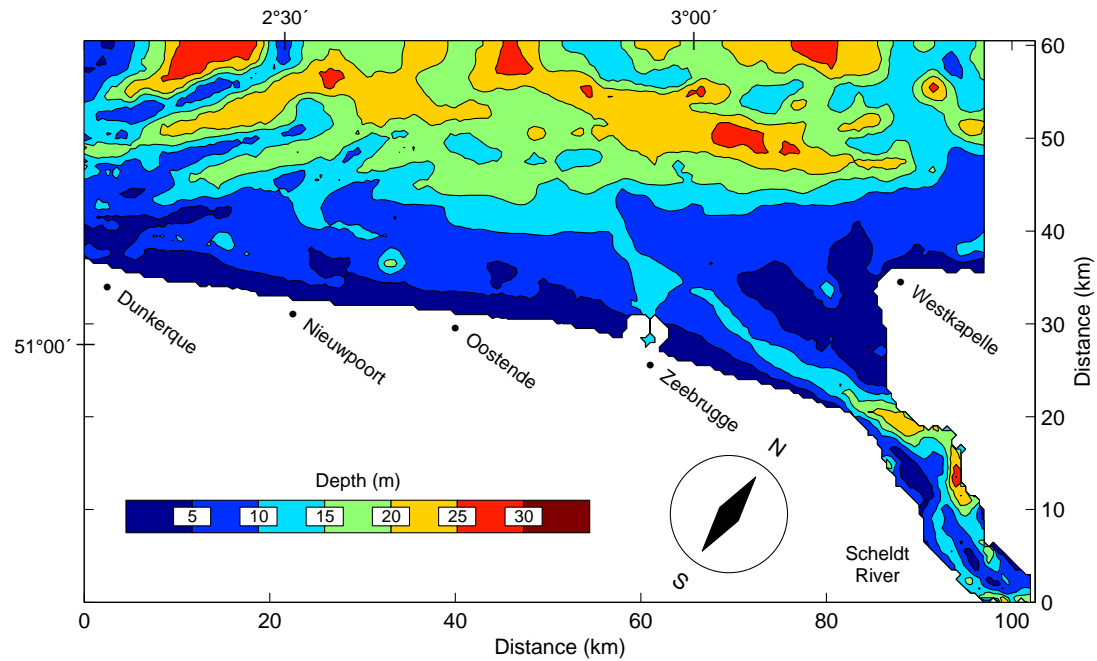 2°30´ 3°00´
60
50
40
30
20
10
0
Distance (km)
51°00´
Dunkerque
Nieuwpoort
Oostende
Zeebrugge
Westkapelle
N
S
Depth (m)
5 10 15 20 25 30
Scheldt
River
0 20 40 60 80 100
Distance (km)